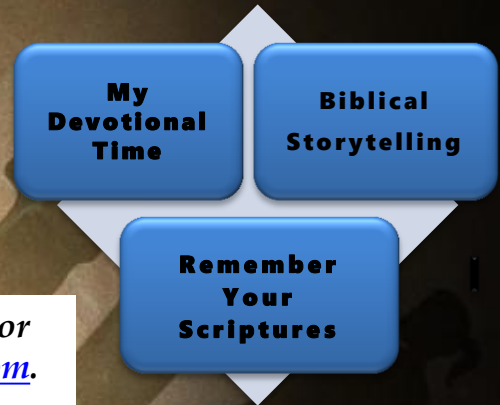 My
Devotional
Time
Biblical
Storytelling
Remember
Your
Scriptures
or
m.